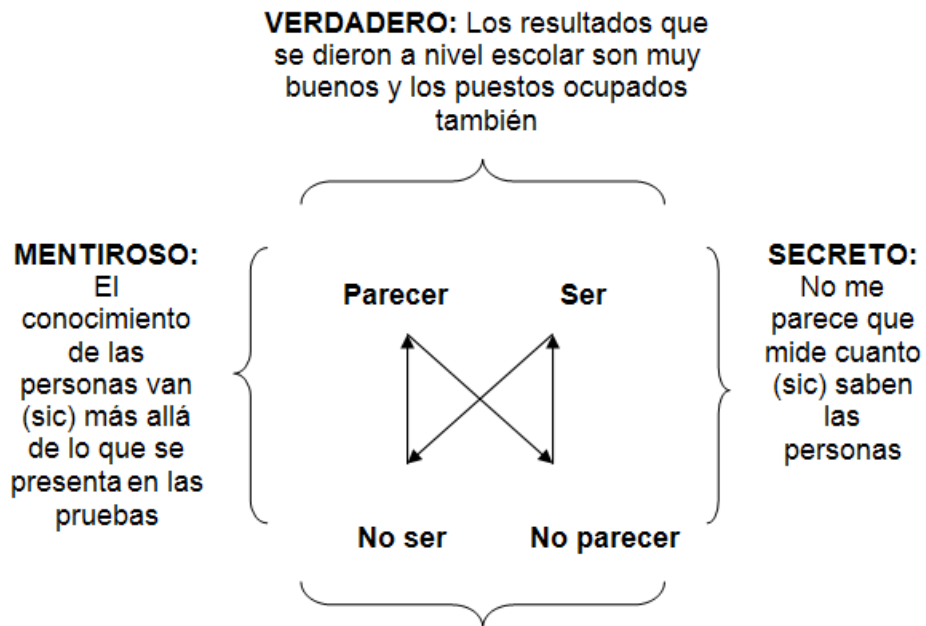 VERDADERO: Los resultados que
se dieron a nivel escolar son muy
buenos y los puestos ocupados
también
MENTIROSO:
El
conocimiento
de las
personas van
(sic) más allá
de lo que se
presenta en las
pruebas
Parecer
Ser
No ser
No parecer
SECRETO:
No me
parece que
mide cuanto
(sic) saben
las
personas